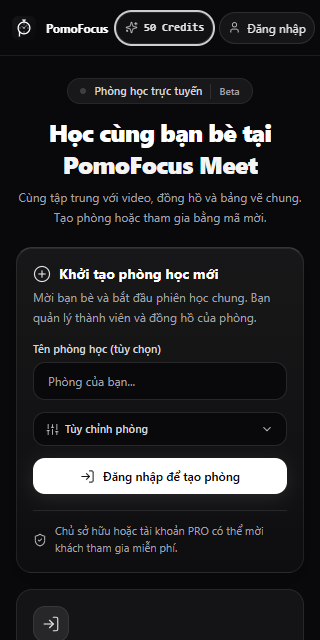 PomoFocus
50 Credits
Đăng nhập
Phòng học trực tuyến
Beta
Học cùng bạn bè tại
PomoFocus Meet
Cùng tập trung với video, đồng hồ và bảng vẽ chung.
Tạo phòng hoặc tham gia bằng mã mời.
Khởi tạo phòng học mới
Mời bạn bè và bắt đầu phiên học chung. Bạn
quản lý thành viên và đồng hồ của phòng.
Tên phòng học (tùy chọn)
Phòng của bạn...
Tùy chỉnh phòng
Đăng nhập để tạo phòng
Chủ sở hữu hoặc tài khoản PRO có thể mời
khách tham gia miễn phí.